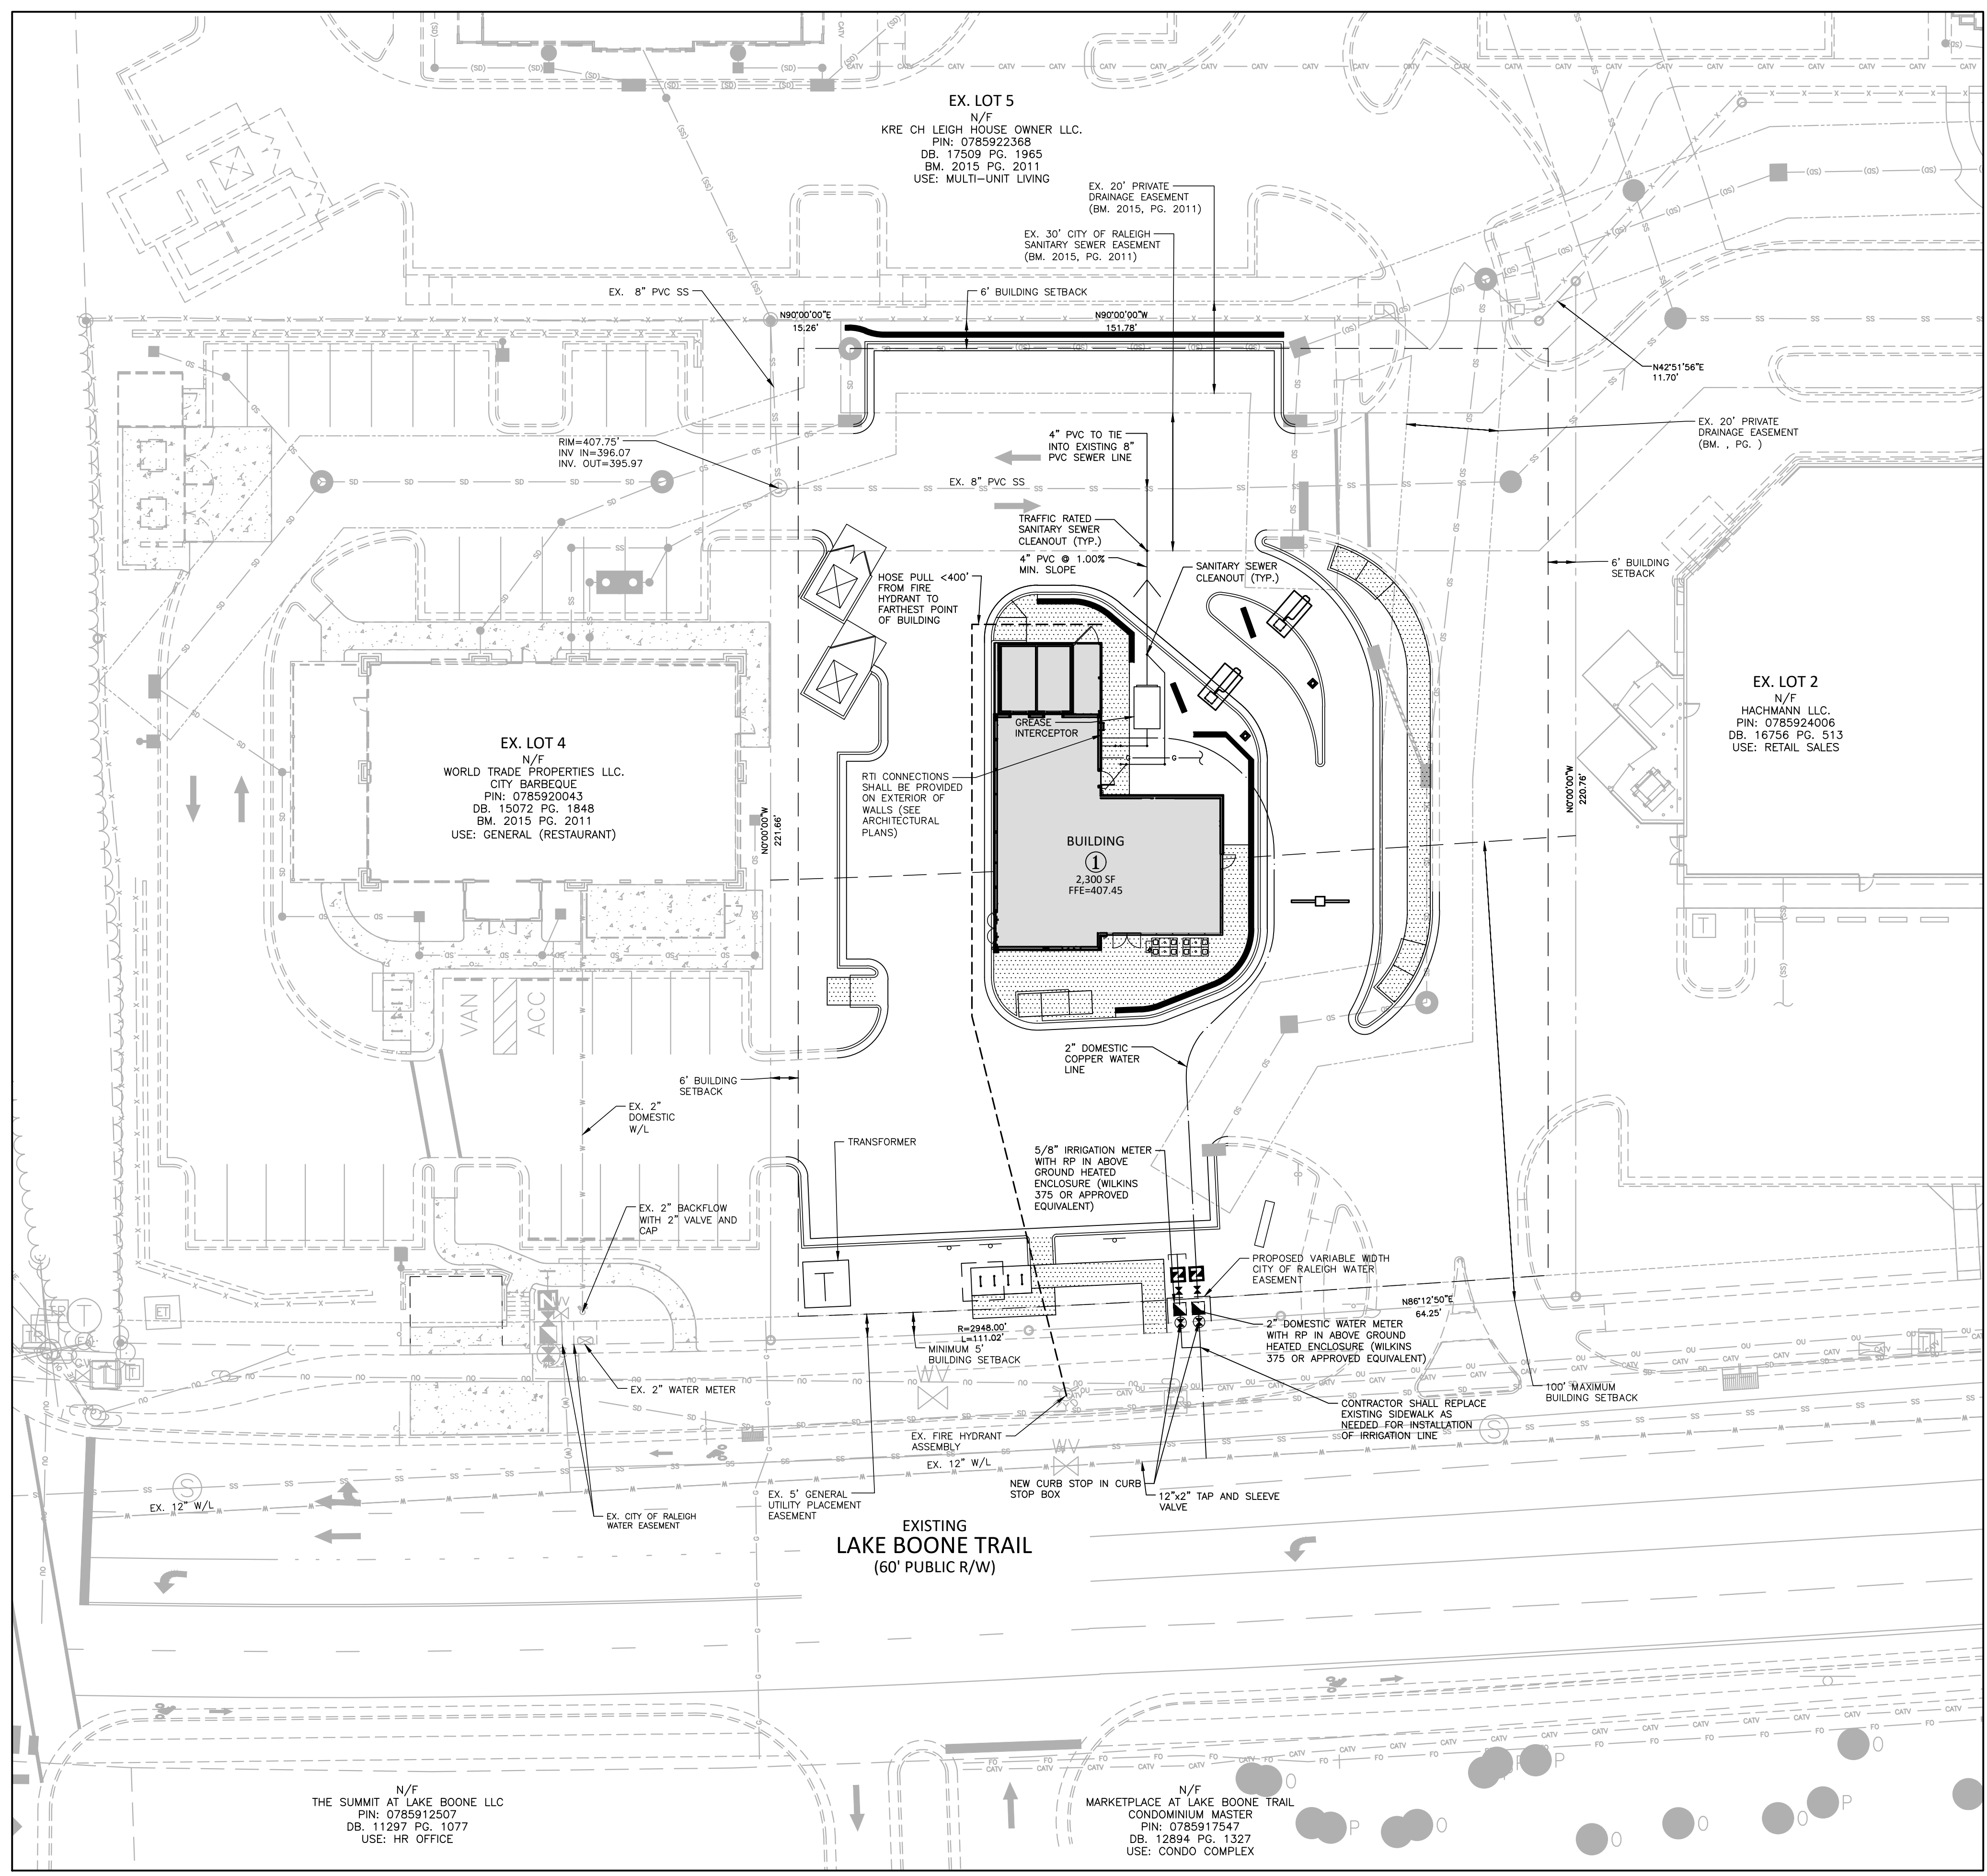 EX. LOT 5
N/F
KRE CH LEIGH HOUSE OWNER LLC.
PIN: 0785922368
DB. 17509 PG. 1965
BM. 2015 PG. 2011
USE: MULTI-UNIT LIVING
EX. 20' PRIVATE
DRAINAGE EASEMENT
(BM. 2015, PG. 2011)
EX. 30' CITY OF RALEIGH
SANITARY SEWER EASEMENT
(BM. 2015, PG. 2011)
EX. 8" PVC SS
6' BUILDING SETBACK
N90°00'00"E
15.26'
N90°00'00"W
151.78'
N42°51'56"E
11.70'
EX. 20' PRIVATE
DRAINAGE EASEMENT
(BM. , PG. )
RIM=407.75'
INV IN=396.07
INV. OUT=395.97
4" PVC TO TIE
INTO EXISTING 8"
PVC SEWER LINE
EX. 8" PVC SS
TRAFFIC RATED
SANITARY SEWER
CLEANOUT (TYP.)
4" PVC @ 1.00%
MIN. SLOPE
SANITARY SEWER
CLEANOUT (TYP.)
6' BUILDING
SETBACK
HOSE PULL <400'
FROM FIRE
HYDRANT TO
FARTHEST POINT
OF BUILDING
GREASE
INTERCEPTOR
EX. LOT 2
N/F
HACHMANN LLC.
PIN: 0785924006
DB. 16756 PG. 513
USE: RETAIL SALES
EX. LOT 4
N/F
WORLD TRADE PROPERTIES LLC.
CITY BARBEQUE
PIN: 0785920043
DB. 15072 PG. 1848
BM. 2015 PG. 2011
USE: GENERAL (RESTAURANT)
RTI CONNECTIONS
SHALL BE PROVIDED
ON EXTERIOR OF
WALLS (SEE
ARCHITECTURAL
PLANS)
N0°00'00"W
221.66'
N0°00'00"W
220.76'
BUILDING
1
2,300 SF
FFE=407.45
VAN
ACC
2" DOMESTIC
COPPER WATER
LINE
6' BUILDING
SETBACK
EX. 2"
DOMESTIC
W/L
TRANSFORMER
T
5/8" IRRIGATION METER
WITH RP IN ABOVE
GROUND HEATED
ENCLOSURE (WILKINS
375 OR APPROVED
EQUIVALENT)
EX. 2" BACKFLOW
WITH 2" VALVE AND
CAP
PROPOSED VARIABLE WIDTH
CITY OF RALEIGH WATER
EASEMENT
N86°12'50"E
64.25'
R=2948.00'
L=111.02'
MINIMUM 5'
BUILDING SETBACK
2" DOMESTIC WATER METER
WITH RP IN ABOVE GROUND
HEATED ENCLOSURE (WILKINS
375 OR APPROVED EQUIVALENT)
EX. 2" WATER METER
100' MAXIMUM
BUILDING SETBACK
CONTRACTOR SHALL REPLACE
EXISTING SIDEWALK AS
NEEDED FOR INSTALLATION
OF IRRIGATION LINE
EX. FIRE HYDRANT
ASSEMBLY
EX. 12" W/L
NEW CURB STOP IN CURB
STOP BOX
12"x2" TAP AND SLEEVE
VALVE
EX. 5' GENERAL
UTILITY PLACEMENT
EASEMENT
EX. 12" W/L
EX. CITY OF RALEIGH
WATER EASEMENT
EXISTING
LAKE BOONE TRAIL
(60' PUBLIC R/W)
N/F
THE SUMMIT AT LAKE BOONE LLC
PIN: 0785912507
DB. 11297 PG. 1077
USE: HR OFFICE
N/F
MARKETPLACE AT LAKE BOONE TRAIL
CONDOMINIUM MASTER
PIN: 0785917547
DB. 12894 PG. 1327
USE: CONDO COMPLEX